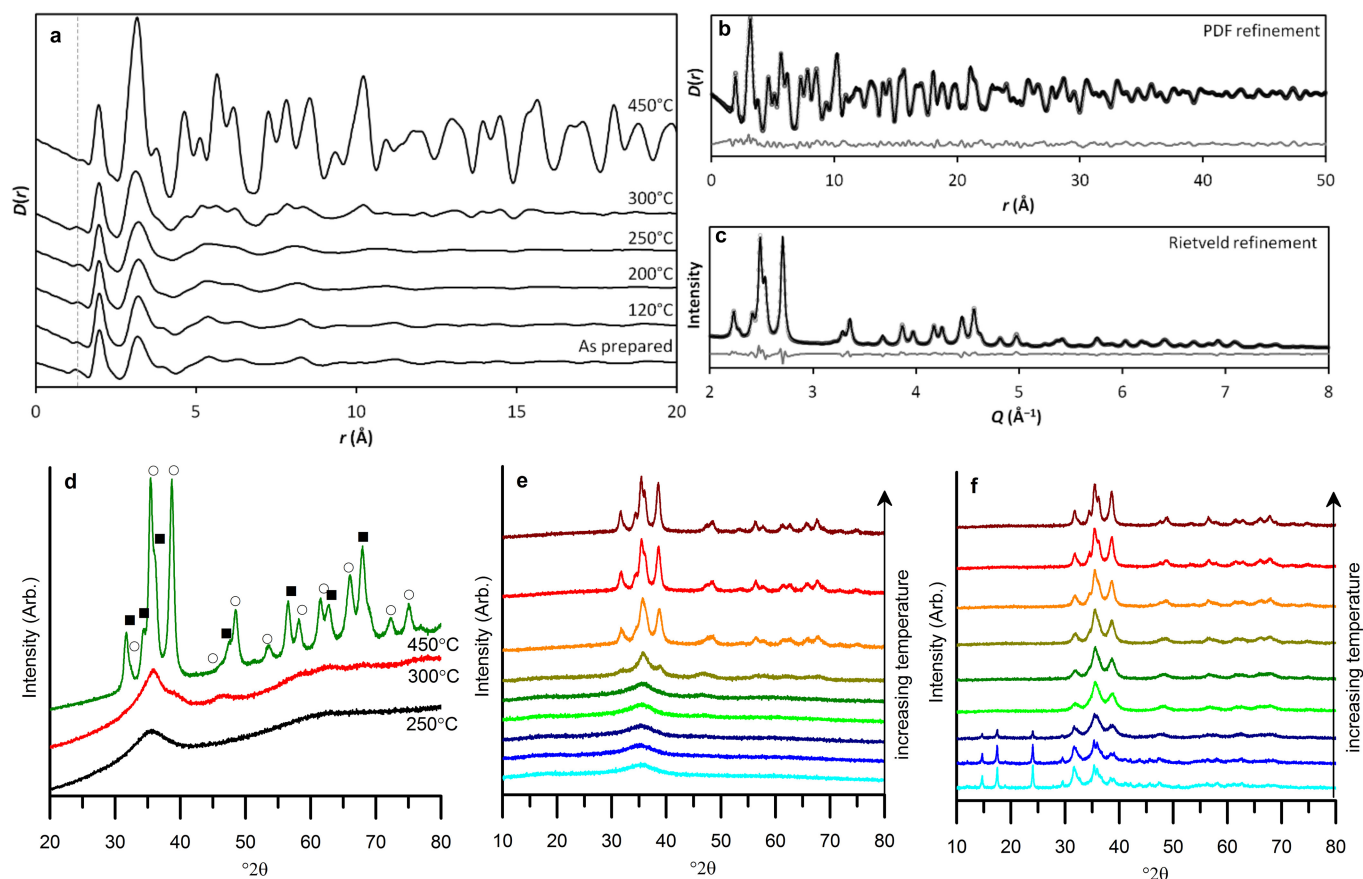 a
450°C
300°C
250°C
200°C
120°C
As prepared
D(r)
0 5 10 15 20
r (Å)
b
PDF refinement
D(r)
0 10 20 30 40 50
r (Å)
c
Rietveld refinement
Intensity
2 3 4 5 6 7 8
Q (Å⁻¹)
d
Intensity (Arb.)
450°C
300°C
250°C
20 30 40 50 60 70 80
°2θ
e
Intensity (Arb.)
increasing temperature
10 20 30 40 50 60 70 80
°2θ
f
Intensity (Arb.)
increasing temperature
10 20 30 40 50 60 70 80
°2θ